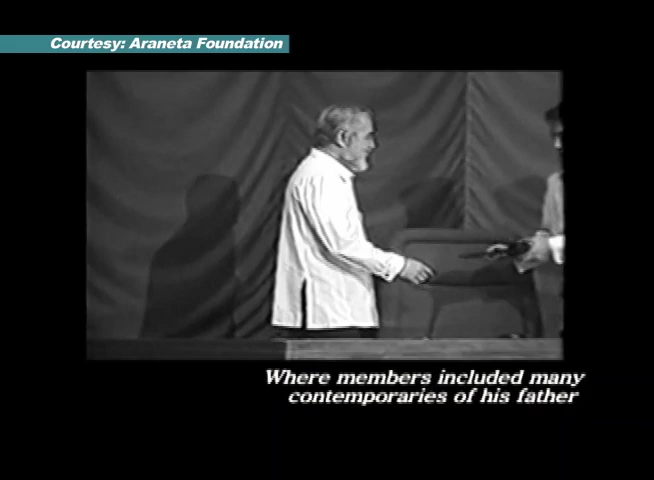 Courtesy: Araneta Foundation
Where members included many
contemporaries of his father